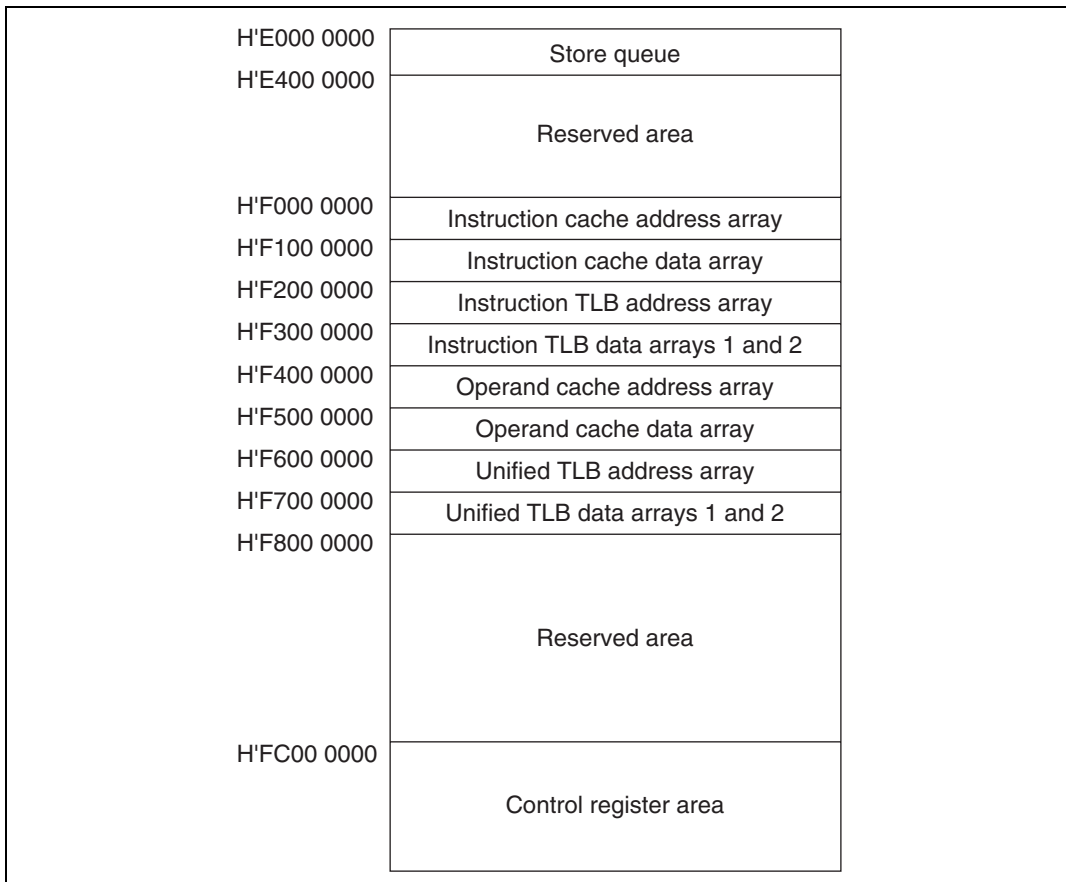 H'E000 0000
Store queue
H'E400 0000
Reserved area
H'F000 0000
Instruction cache address array
H'F100 0000
Instruction cache data array
H'F200 0000
Instruction TLB address array
H'F300 0000
Instruction TLB data arrays 1 and 2
H'F400 0000
Operand cache address array
H'F500 0000
Operand cache data array
H'F600 0000
Unified TLB address array
H'F700 0000
Unified TLB data arrays 1 and 2
H'F800 0000
Reserved area
H'FC00 0000
Control register area